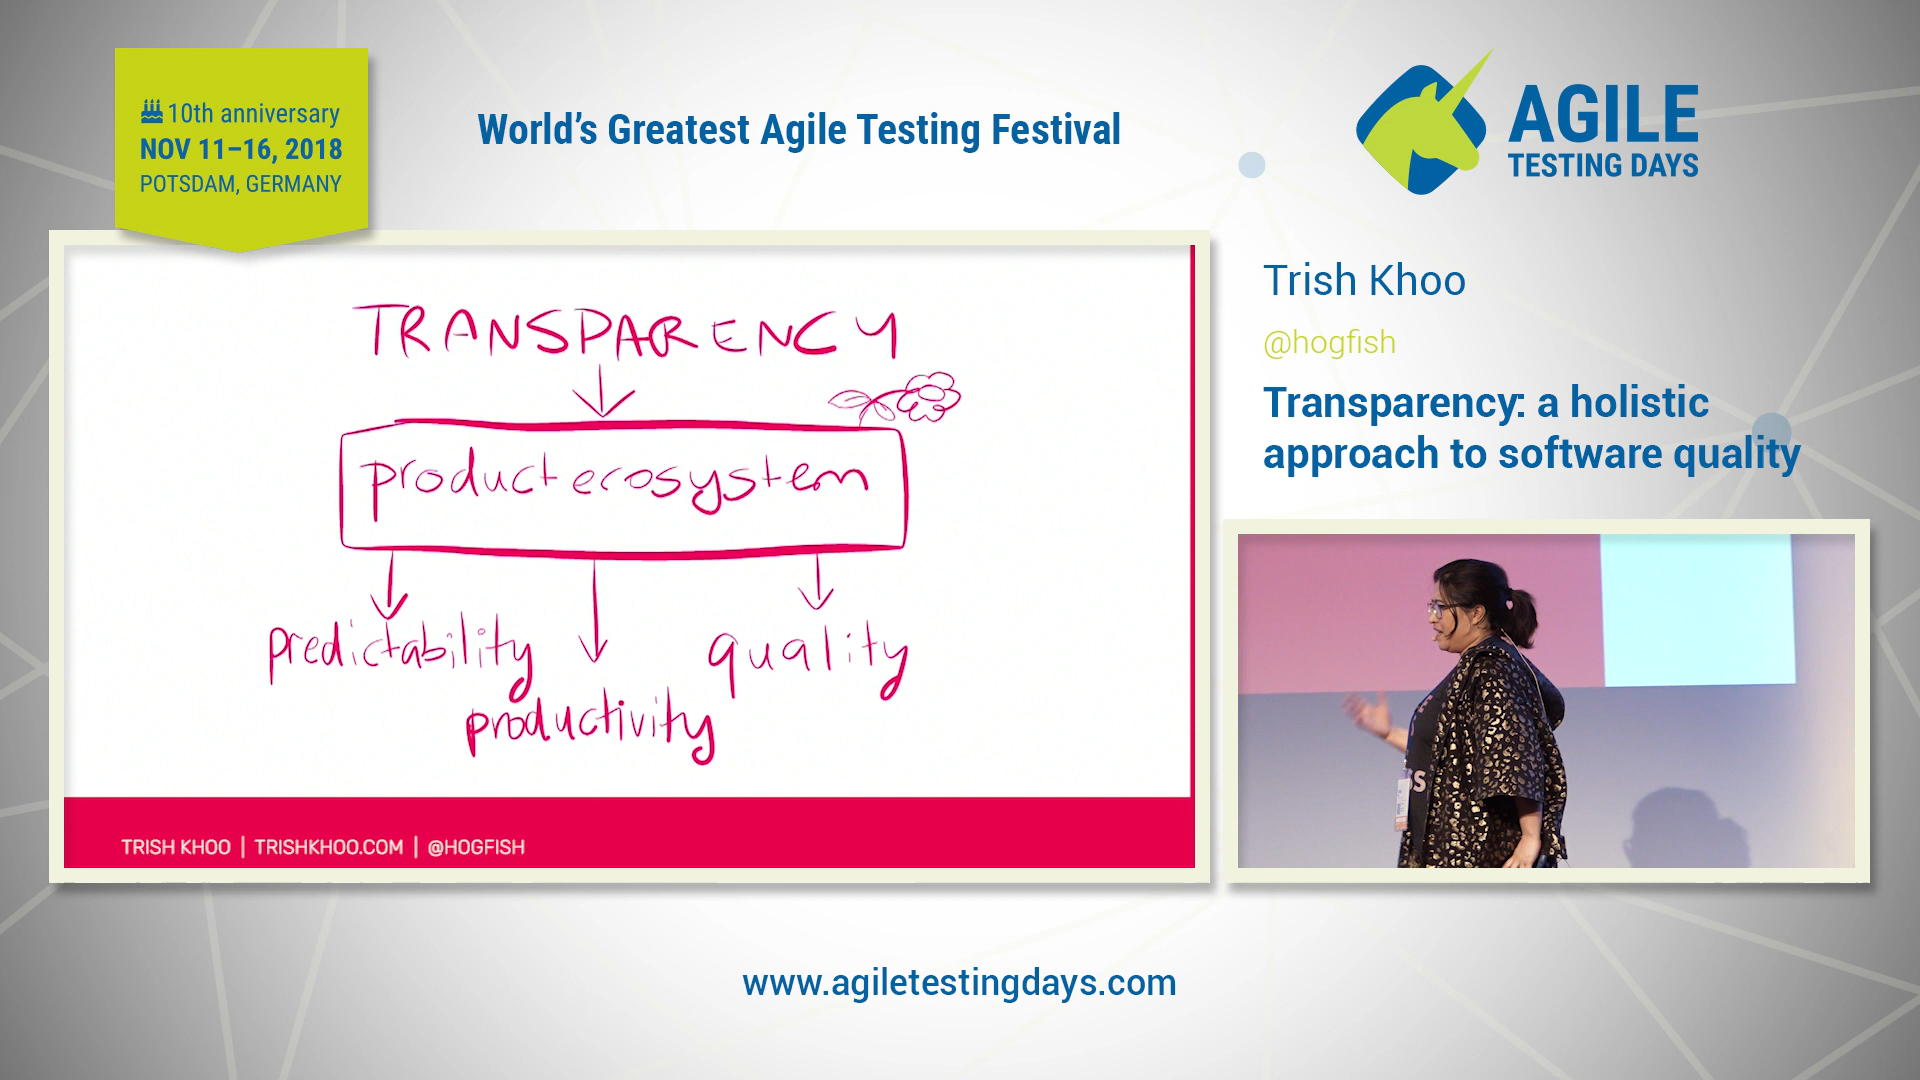 10th anniversary
NOV 11–16, 2018
POTSDAM, GERMANY
World's Greatest Agile Testing Festival
AGILE
TESTING DAYS
TRANSPARENCY
product ecosystem
predictability
quality
productivity
TRISH KHOO | TRISHKHOO.COM | @HOGFISH
Trish Khoo
@hogfish
Transparency: a holistic
approach to software quality
www.agiletestingdays.com